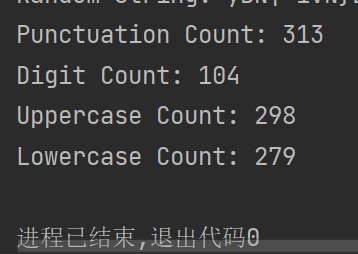 Punctuation Count: 313
Digit Count: 104
Uppercase Count: 298
Lowercase Count: 279
进程已结束,退出代码0